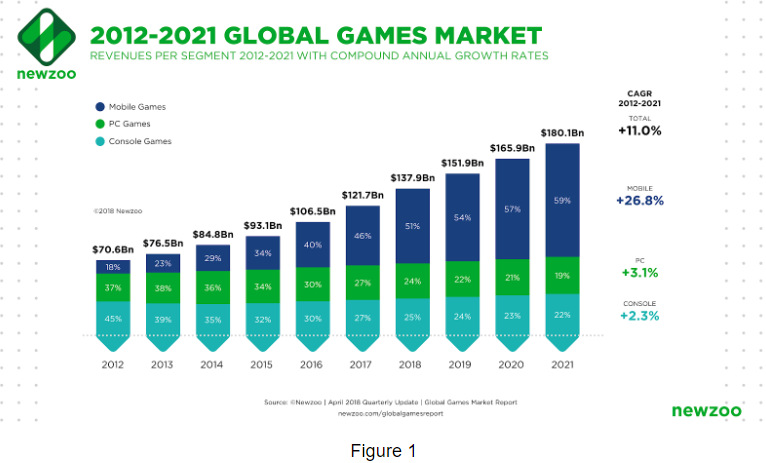 newzoo
2012-2021 GLOBAL GAMES MARKET
REVENUES PER SEGMENT 2012-2021 WITH COMPOUND ANNUAL GROWTH RATES
Mobile Games
PC Games
Console Games
©2018 Newzoo
$70.6Bn
$76.5Bn
$84.8Bn
$93.1Bn
$106.5Bn
$121.7Bn
$137.9Bn
$151.9Bn
$165.9Bn
$180.1Bn
18%
23%
29%
34%
40%
46%
51%
54%
57%
59%
37%
38%
36%
34%
30%
27%
24%
22%
21%
19%
45%
39%
35%
32%
30%
27%
25%
24%
23%
22%
2012
2013
2014
2015
2016
2017
2018
2019
2020
2021
CAGR
2012-2021
TOTAL
+11.0%
MOBILE
+26.8%
PC
+3.1%
CONSOLE
+2.3%
Source: ©Newzoo | April 2018 Quarterly Update | Global Games Market Report
newzoo.com/globalgamesreport
newzoo
Figure 1